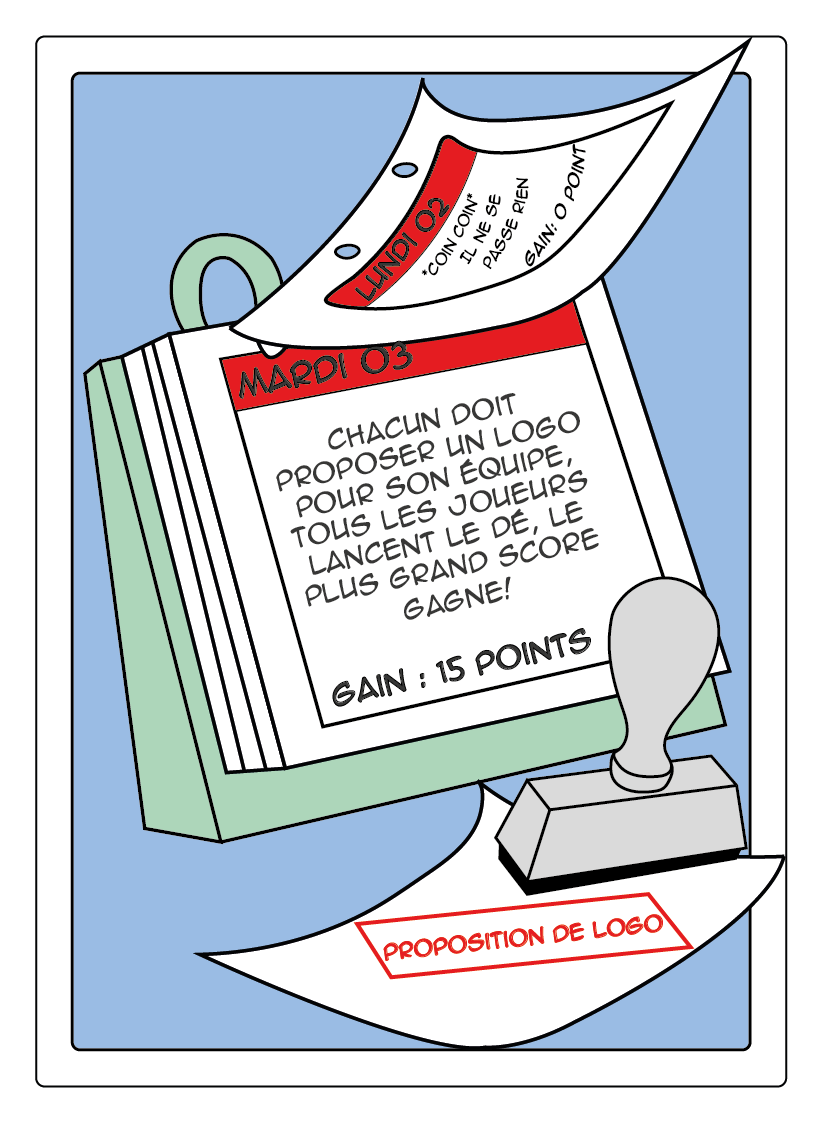 LUNDI 02
*COIN COIN*
IL NE SE
PASSE RIEN
GAIN: 0 POINT
MARDI 03
CHACUN DOIT
PROPOSER UN LOGO
POUR SON ÉQUIPE,
TOUS LES JOUEURS
LANCENT LE DÉ, LE
PLUS GRAND SCORE
GAGNE!
GAIN : 15 POINTS
PROPOSITION DE LOGO